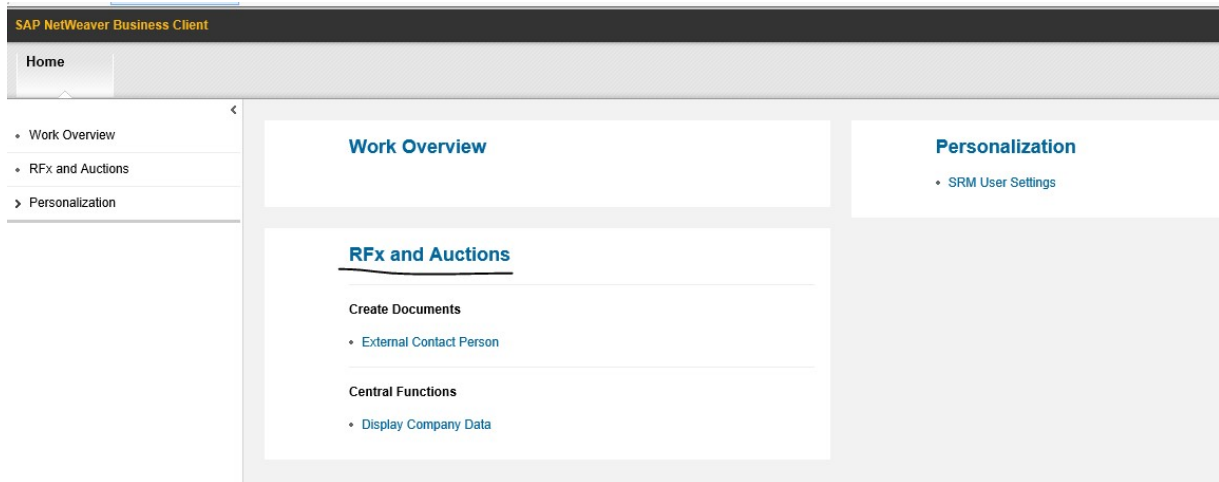 SAP NetWeaver Business Client
Home
Work Overview
RFx and Auctions
Personalization
Work Overview
RFx and Auctions
Create Documents
External Contact Person
Central Functions
Display Company Data
Personalization
SRM User Settings